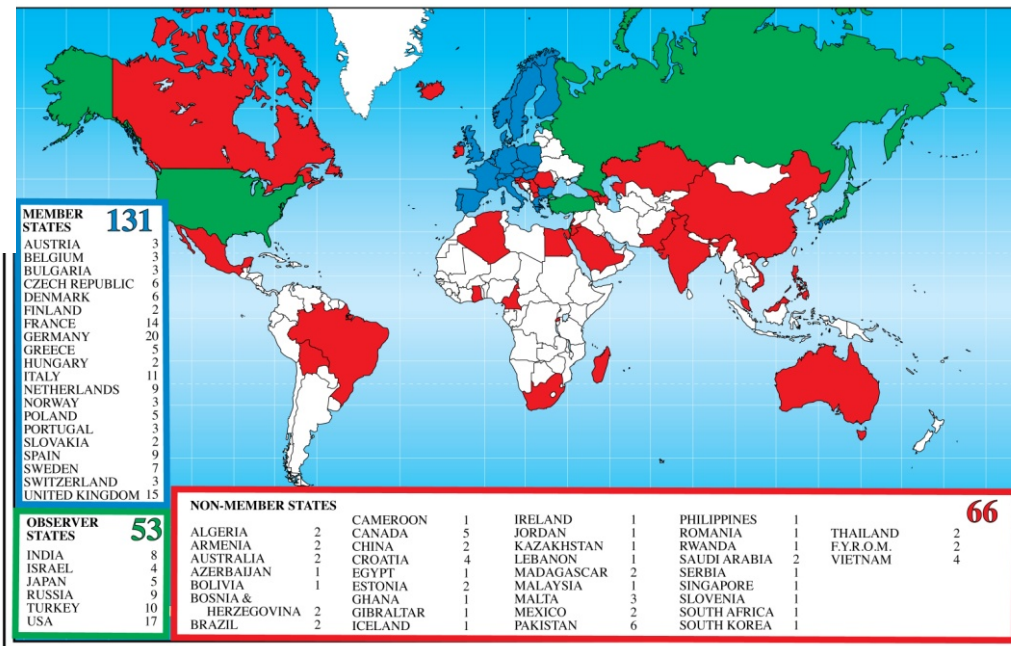 MEMBER STATES 131
AUSTRIA 3
BELGIUM 3
BULGARIA 3
CZECH REPUBLIC 6
DENMARK 6
FINLAND 2
FRANCE 14
GERMANY 20
GREECE 5
HUNGARY 2
ITALY 11
NETHERLANDS 9
NORWAY 3
POLAND 5
PORTUGAL 3
SLOVAKIA 2
SPAIN 9
SWEDEN 7
SWITZERLAND 3
UNITED KINGDOM 15
OBSERVER STATES 53
INDIA 8
ISRAEL 4
JAPAN 5
RUSSIA 9
TURKEY 10
USA 17
NON-MEMBER STATES 66
ALGERIA 2
ARMENIA 2
AUSTRALIA 2
AZERBAIJAN 1
BOLIVIA 1
BOSNIA &
HERZEGOVINA 2
BRAZIL 2
CAMEROON 1
CANADA 5
CHINA 2
CROATIA 4
EGYPT 1
ESTONIA 2
GHANA 1
GIBRALTAR 1
ICELAND 1
IRELAND 1
JORDAN 1
KAZAKHSTAN 1
LEBANON 1
MADAGASCAR 2
MALAYSIA 1
MALTA 3
MEXICO 2
PAKISTAN 6
PHILIPPINES 1
ROMANIA 1
RWANDA 1
SAUDI ARABIA 2
SERBIA 1
SINGAPORE 1
SLOVENIA 1
SOUTH AFRICA 1
SOUTH KOREA 1
THAILAND 2
F.Y.R.O.M. 2
VIETNAM 4